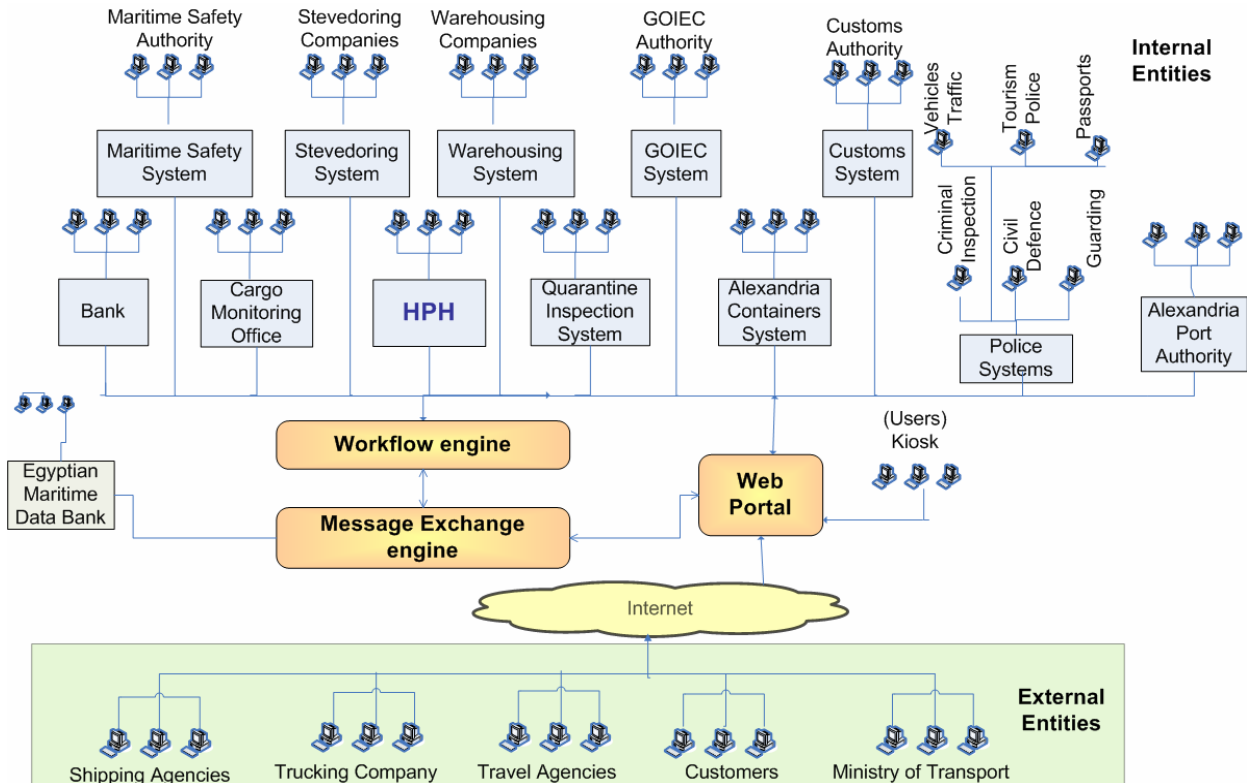 Maritime Safety
Authority
Stevedoring
Companies
Warehousing
Companies
GOIEC
Authority
Customs
Authority
Internal
Entities
Vehicles
Traffic
Tourism
Police
Passports
Maritime Safety
System
Stevedoring
System
Warehousing
System
GOIEC
System
Customs
System
Criminal
Inspection
Civil
Defence
Guarding
Bank
Cargo
Monitoring
Office
HPH
Quarantine
Inspection
System
Alexandria
Containers
System
Police
Systems
Alexandria
Port
Authority
Workflow engine
(Users)
Kiosk
Egyptian
Maritime
Data Bank
Message Exchange
engine
Web
Portal
Internet
External
Entities
Shipping Agencies
Trucking Company
Travel Agencies
Customers
Ministry of Transport